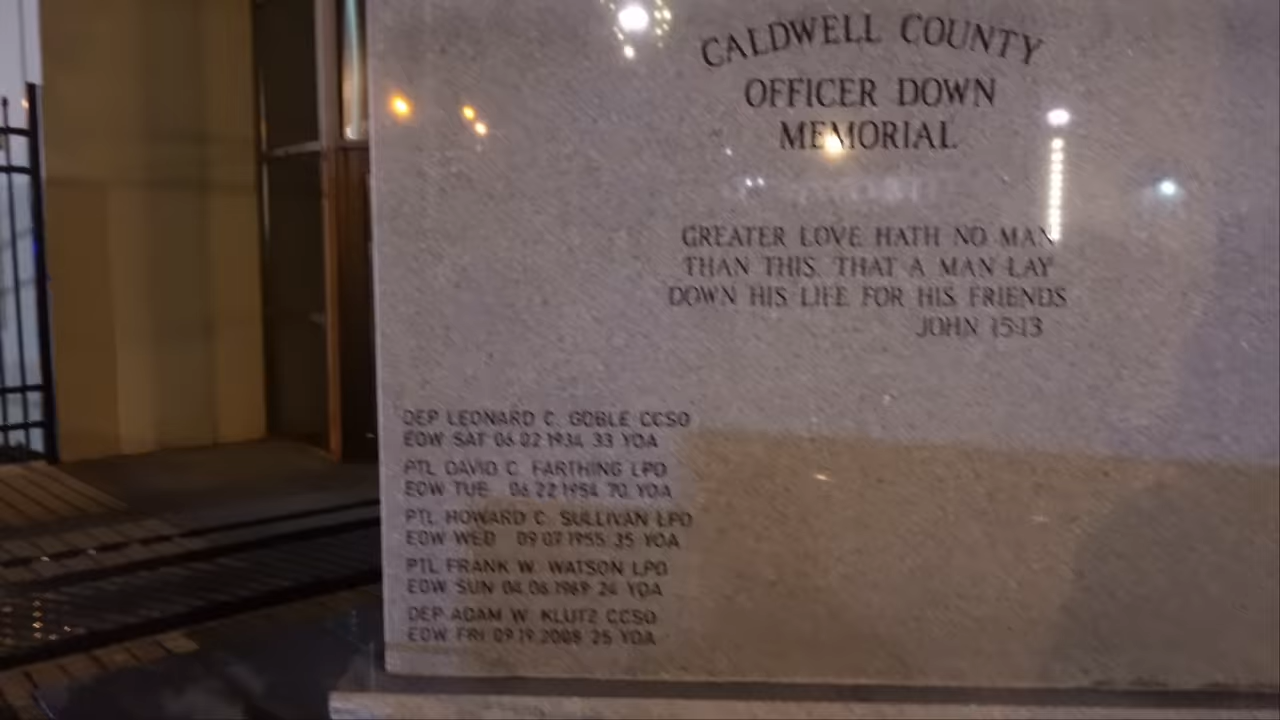 CALDWELL COUNTY
OFFICER DOWN
MEMORIAL
GREATER LOVE HATH NO MAN
THAN THIS, THAT A MAN LAY
DOWN HIS LIFE FOR HIS FRIENDS
JOHN 15:13
DEP LEONARD C. GOBLE CCSO
EOW SAT 06.02.1934 33 YOA
PTL DAVID C. FARTHING LPD
EOW TUE 06.22.1954 70 YOA
PTL HOWARD C. SULLIVAN LPD
EOW WED 09.07.1955 35 YOA
PTL FRANK W. WATSON LPD
EOW SUN 04.06.1969 24 YOA
DEP ADAM W. KLUTZ CCSO
EOW FRI 09.19.2008 25 YOA